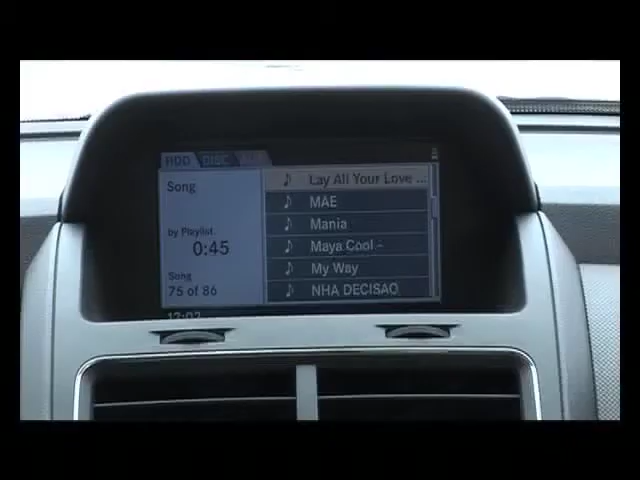 HDD DISC
Song
by Playlist
0:45
Song
75 of 86
Lay All Your Love ...
MAE
Mania
Maya Cool -
My Way
NHA DECISAO